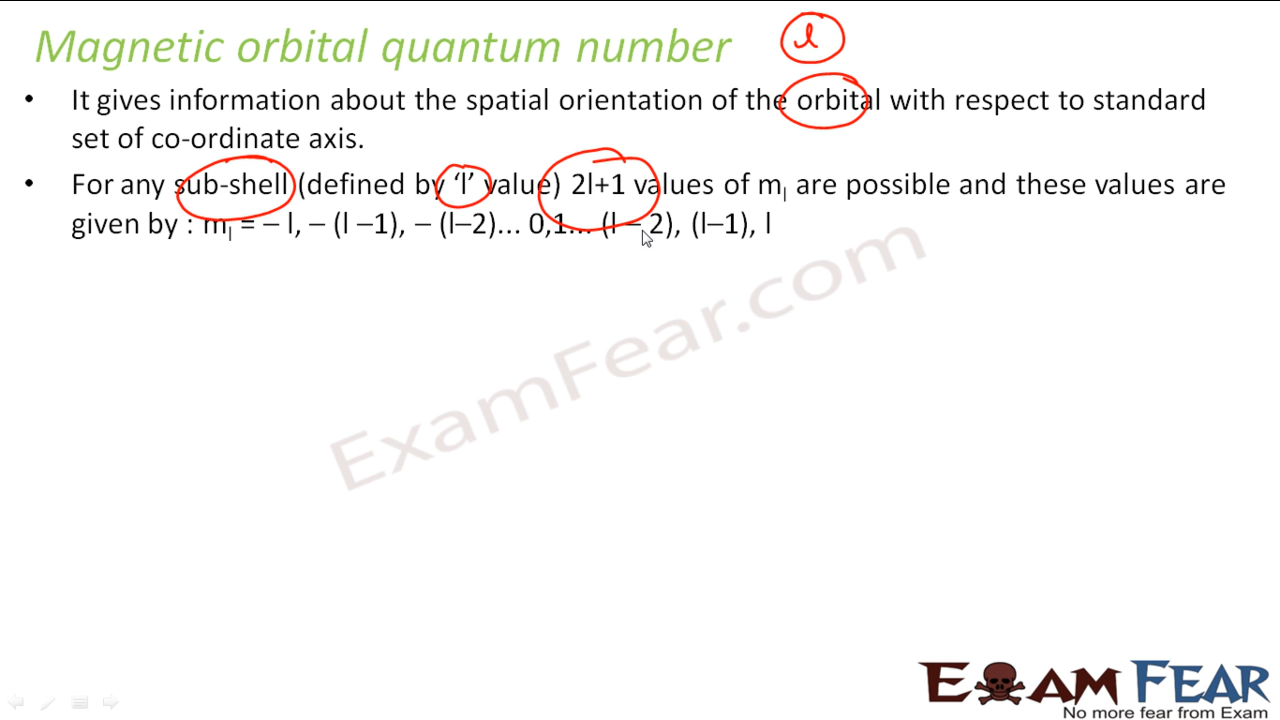 Magnetic orbital quantum number
l
• It gives information about the spatial orientation of the orbital with respect to standard
set of co-ordinate axis.
• For any sub-shell (defined by ‘l’ value) 2l+1 values of ml are possible and these values are
given by : ml = – l, – (l –1), – (l–2)... 0,1... (l – 2), (l–1), l
ExamFear.com
EXAM FEAR
No more fear from Exam